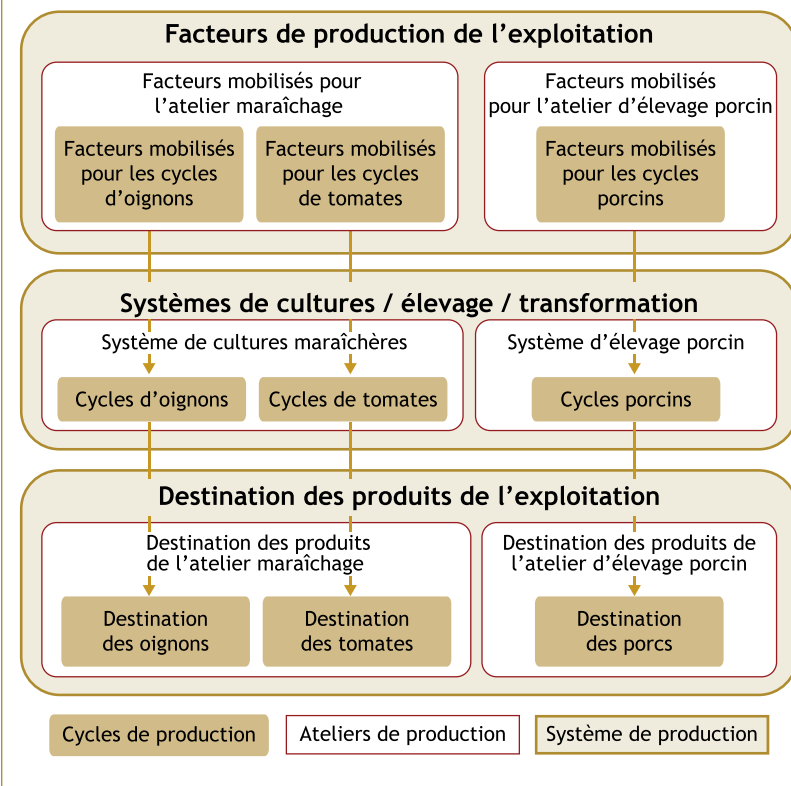 Facteurs de production de l’exploitation
Facteurs mobilisés pour
l’atelier maraîchage
Facteurs mobilisés
pour les cycles
d’oignons
Facteurs mobilisés
pour les cycles
de tomates
Facteurs mobilisés
pour l’atelier d’élevage porcin
Facteurs mobilisés
pour les cycles
porcins
Systèmes de cultures / élevage / transformation
Système de cultures maraîchères
Cycles d’oignons
Cycles de tomates
Système d’élevage porcin
Cycles porcins
Destination des produits de l’exploitation
Destination des produits
de l’atelier maraîchage
Destination
des oignons
Destination
des tomates
Destination des produits de
l’atelier d’élevage porcin
Destination
des porcs
Cycles de production
Ateliers de production
Système de production